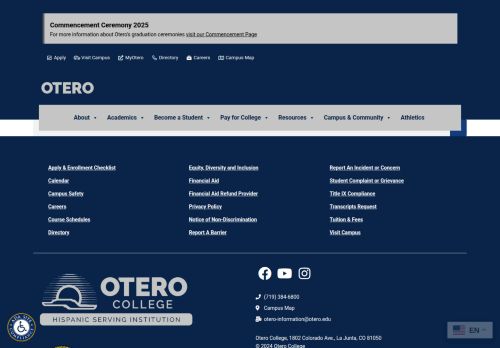 Commencement Ceremony 2025
For more information about Otero's graduation ceremonies visit our Commencement Page
Apply Visit Campus MyOtero Directory Careers Campus Map
OTERO
About Academics Become a Student Pay for College Resources Campus & Community Athletics
Apply & Enrollment Checklist Equity, Diversity and Inclusion Report An Incident or Concern
Calendar Financial Aid Student Complaint or Grievance
Campus Safety Financial Aid Refund Provider Title IX Compliance
Careers Privacy Policy Transcripts Request
Course Schedules Notice of Non-Discrimination Tuition & Fees
Directory Report A Barrier Visit Campus
OTERO
COLLEGE
HISPANIC SERVING INSTITUTION
(719) 384-6800
Campus Map
otero-information@otero.edu
Otero College, 1802 Colorado Ave., La Junta, CO 81050
© 2024 Otero College
EN